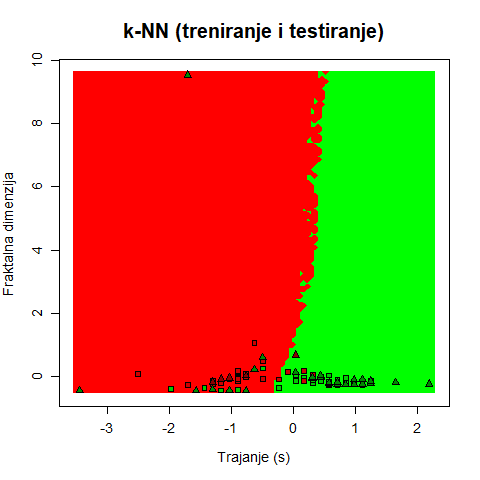 k-NN (treniranje i testiranje)
Fraktalna dimenzija
10
8
6
4
2
0
-3 -2 -1 0 1 2
Trajanje (s)